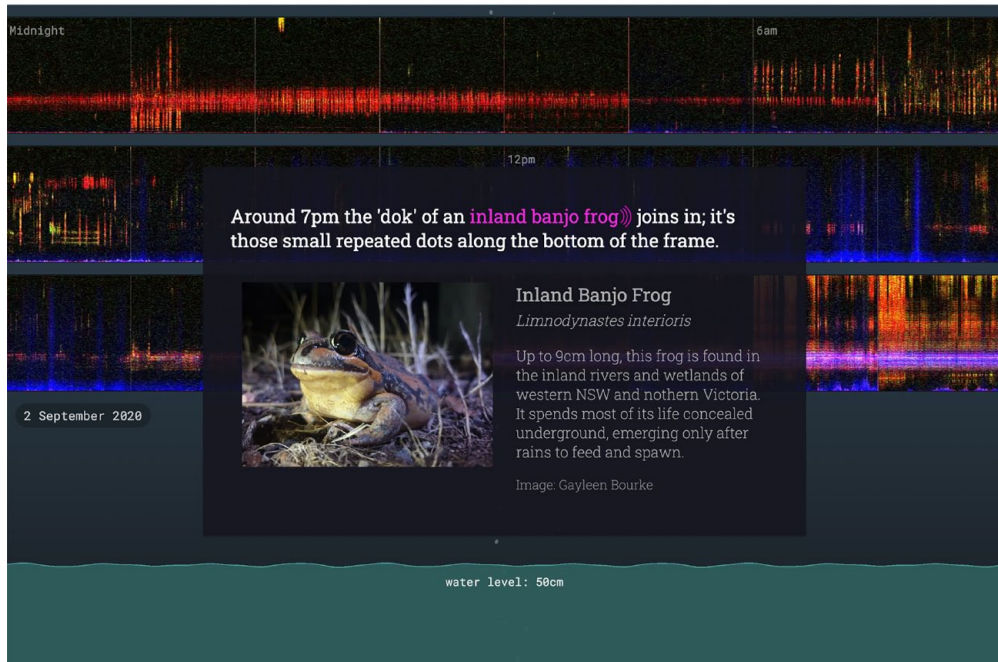 Midnight
6am
12pm
Around 7pm the 'dok' of an inland banjo frog joins in; it's
those small repeated dots along the bottom of the frame.
Inland Banjo Frog
Limnodynastes interioris
Up to 9cm long, this frog is found in
the inland rivers and wetlands of
western NSW and nothern Victoria.
It spends most of its life concealed
underground, emerging only after
rains to feed and spawn.
Image: Gayleen Bourke
2 September 2020
water level: 50cm